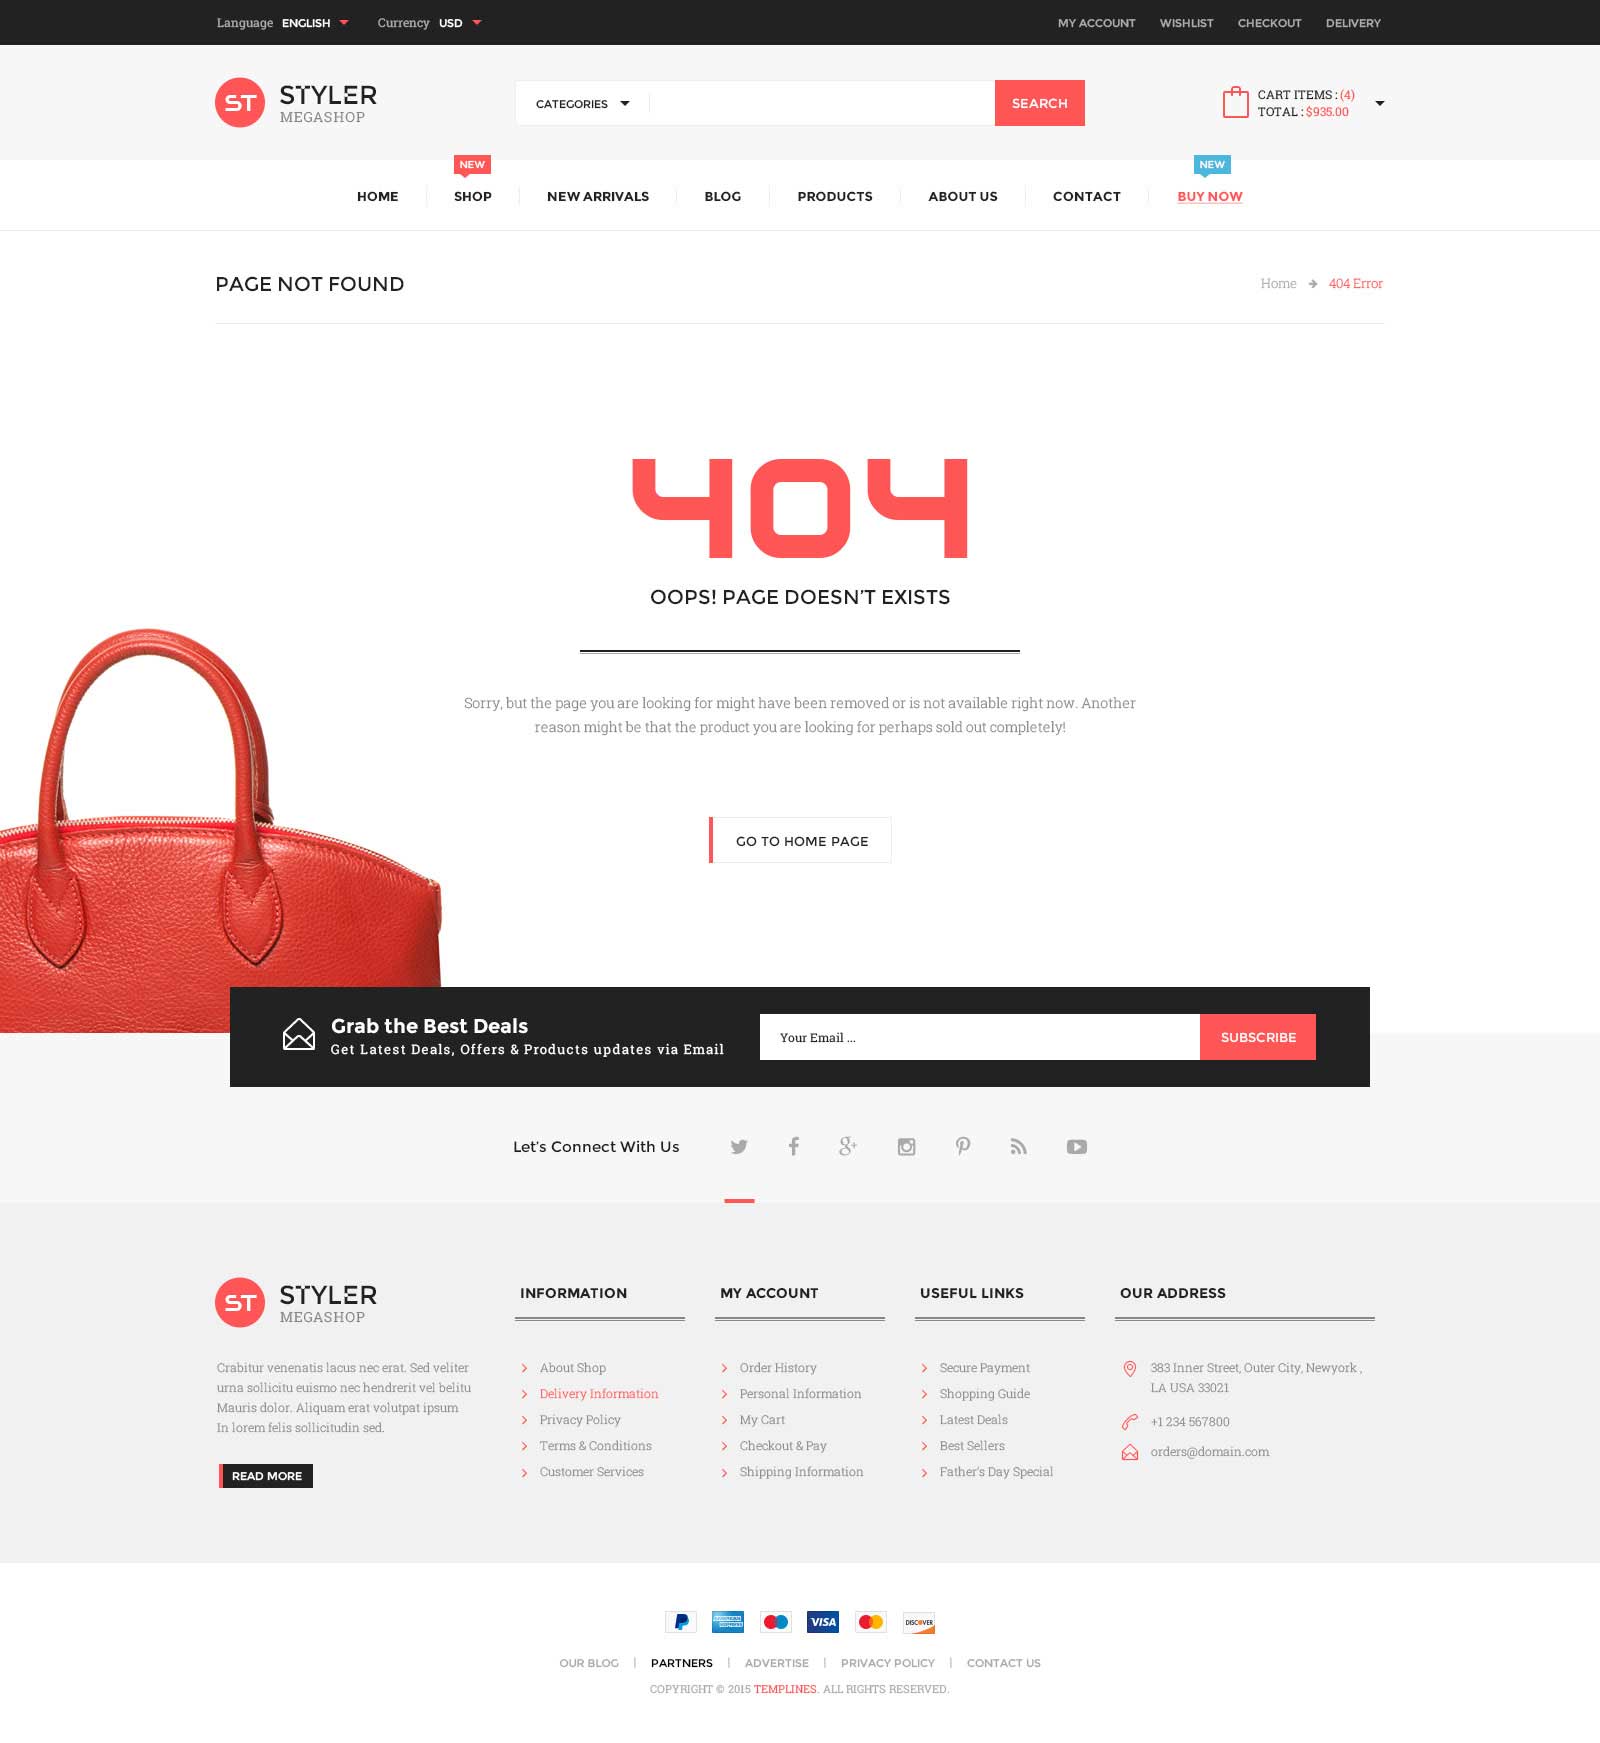 Language ENGLISH Currency USD MY ACCOUNT WISHLIST CHECKOUT DELIVERY
ST STYLER
MEGASHOP
CATEGORIES SEARCH
CART ITEMS : (4)
TOTAL : $935.00
NEW NEW
HOME SHOP NEW ARRIVALS BLOG PRODUCTS ABOUT US CONTACT BUY NOW
PAGE NOT FOUND Home 404 Error
404
OOPS! PAGE DOESN'T EXISTS
Sorry, but the page you are looking for might have been removed or is not available right now. Another
reason might be that the product you are looking for perhaps sold out completely!
GO TO HOME PAGE
Grab the Best Deals
Get Latest Deals, Offers & Products updates via Email
Your Email ... SUBSCRIBE
Let's Connect With Us
ST STYLER
MEGASHOP
Crabitur venenatis lacus nec erat. Sed veliter
urna sollicitu euismo nec hendrerit vel belitu
Mauris dolor. Aliquam erat volutpat ipsum
In lorem felis sollicitudin sed.
READ MORE
INFORMATION
About Shop
Delivery Information
Privacy Policy
Terms & Conditions
Customer Services
MY ACCOUNT
Order History
Personal Information
My Cart
Checkout & Pay
Shipping Information
USEFUL LINKS
Secure Payment
Shopping Guide
Latest Deals
Best Sellers
Father's Day Special
OUR ADDRESS
383 Inner Street, Outer City, Newyork ,
LA USA 33021
+1 234 567800
orders@domain.com
AMERICAN EXPRESS VISA DISCOVER
OUR BLOG | PARTNERS | ADVERTISE | PRIVACY POLICY | CONTACT US
COPYRIGHT © 2015 TEMPLINES. ALL RIGHTS RESERVED.